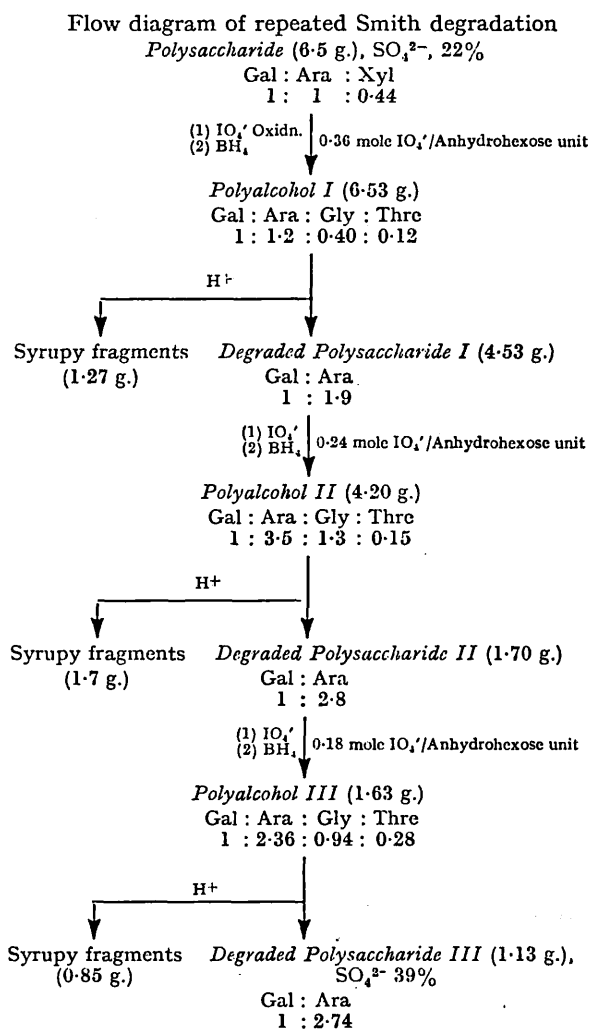 Flow diagram of repeated Smith degradation
Polysaccharide (6·5 g.), SO₄²⁻, 22%
Gal : Ara : Xyl
1 : 1 : 0·44
(1) IO₄′ Oxidn.
(2) BH₄
0·36 mole IO₄′/Anhydrohexose unit
Polyalcohol I (6·53 g.)
Gal : Ara : Gly : Thre
1 : 1·2 : 0·40 : 0·12
H+
Syrupy fragments
(1·27 g.)
Degraded Polysaccharide I (4·53 g.)
Gal : Ara
1 : 1·9
(1) IO₄′
(2) BH₄
0·24 mole IO₄′/Anhydrohexose unit
Polyalcohol II (4·20 g.)
Gal : Ara : Gly : Thre
1 : 3·5 : 1·3 : 0·15
H+
Syrupy fragments
(1·7 g.)
Degraded Polysaccharide II (1·70 g.)
Gal : Ara
1 : 2·8
(1) IO₄′
(2) BH₄
0·18 mole IO₄′/Anhydrohexose unit
Polyalcohol III (1·63 g.)
Gal : Ara : Gly : Thre
1 : 2·36 : 0·94 : 0·28
H+
Syrupy fragments
(0·85 g.)
Degraded Polysaccharide III (1·13 g.),
SO₄²⁻ 39%
Gal : Ara
1 : 2·74